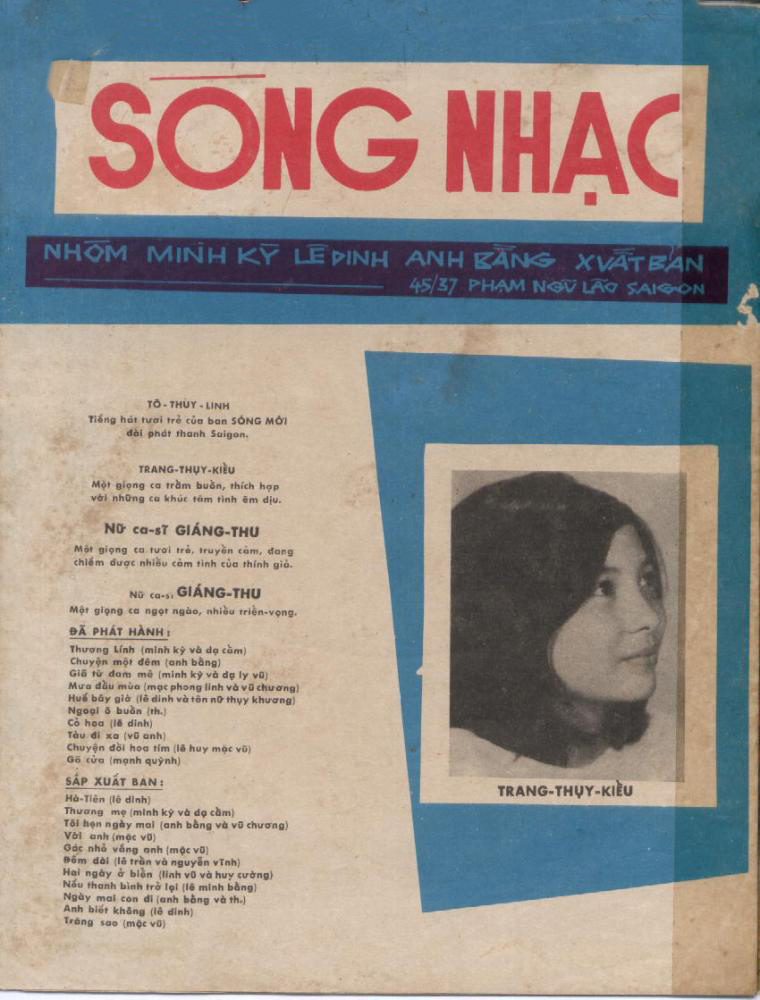 SÓNG NHẠC
NHÓM MINH KỲ LÊ DINH ANH BẰNG XUẤT BẢN
45/37 PHẠM NGŨ LÃO SAIGON
TÔ - THÙY - LINH
Tiếng hát tươi trẻ của ban SÓNG MỚI
đài phát thanh Saigon.
TRANG-THỤY-KIỀU
Một giọng ca trầm buồn, thích hợp
với những ca khúc tâm tình êm dịu.
Nữ ca-sĩ GIÁNG-THU
Một giọng ca tươi trẻ, truyền cảm, đang
chiếm được nhiều cảm tình của thính giả.
Nữ ca-sĩ GIÁNG-THU
Một giọng ca ngọt ngào, nhiều triển-vọng.
ĐÃ PHÁT HÀNH :
Thương Lính (minh kỳ và dạ cầm)
Chuyện một đêm (anh bằng)
Giã từ đam mê (minh kỳ và dạ ly vũ)
Mưa đầu mùa (mạc phong linh và vũ chương)
Huế bây giờ (lê dinh và tôn nữ thụy khương)
Ngoại ô buồn (th.)
Cỏ hoa (lê dinh)
Tàu đi xa (vũ anh)
Chuyện đời hoa tím (lê huy mặc vũ)
Gõ cửa (mạnh quỳnh)
SẮP XUẤT BẢN :
Hà-Tiên (lê dinh)
Thương mẹ (minh kỳ và dạ cầm)
Tôi hẹn ngày mai (anh bằng và vũ chương)
Với anh (mặc vũ)
Gác nhỏ vắng anh (mặc vũ)
Đêm dài (lê trần và nguyễn vĩnh)
Hai ngày ở biển (linh vũ và huy cường)
Nếu thanh bình trở lại (lê minh bằng)
Ngày mai con đi (anh bằng và th.)
Anh biết không (lê dinh)
Trăng sao (mặc vũ)
TRANG-THỤY-KIỀU